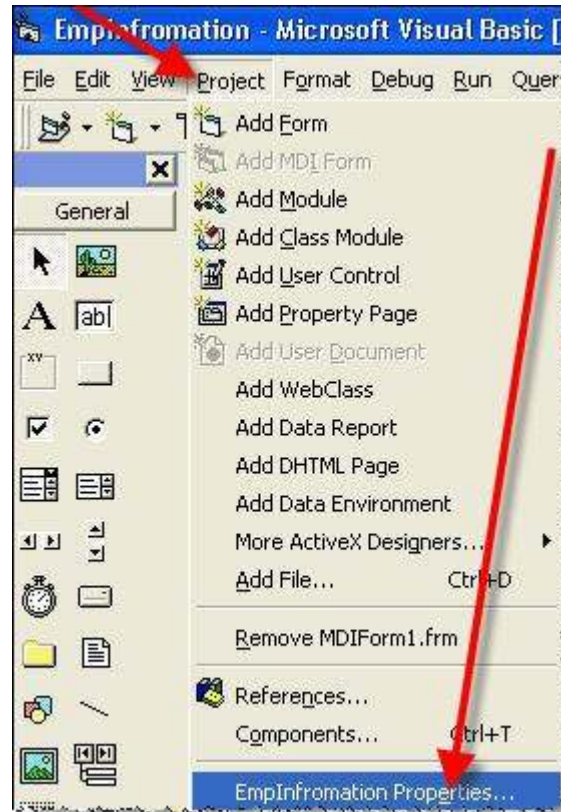 EmpInfromation - Microsoft Visual Basic [
File Edit View Project Format Debug Run Quer
General
A ab|
xv
Add Form
Add MDI Form
Add Module
Add Class Module
Add User Control
Add Property Page
Add User Document
Add WebClass
Add Data Report
Add DHTML Page
Add Data Environment
More ActiveX Designers...
Add File... Ctrl+D
Remove MDIForm1.frm
References...
Components... Ctrl+T
EmpInfromation Properties...